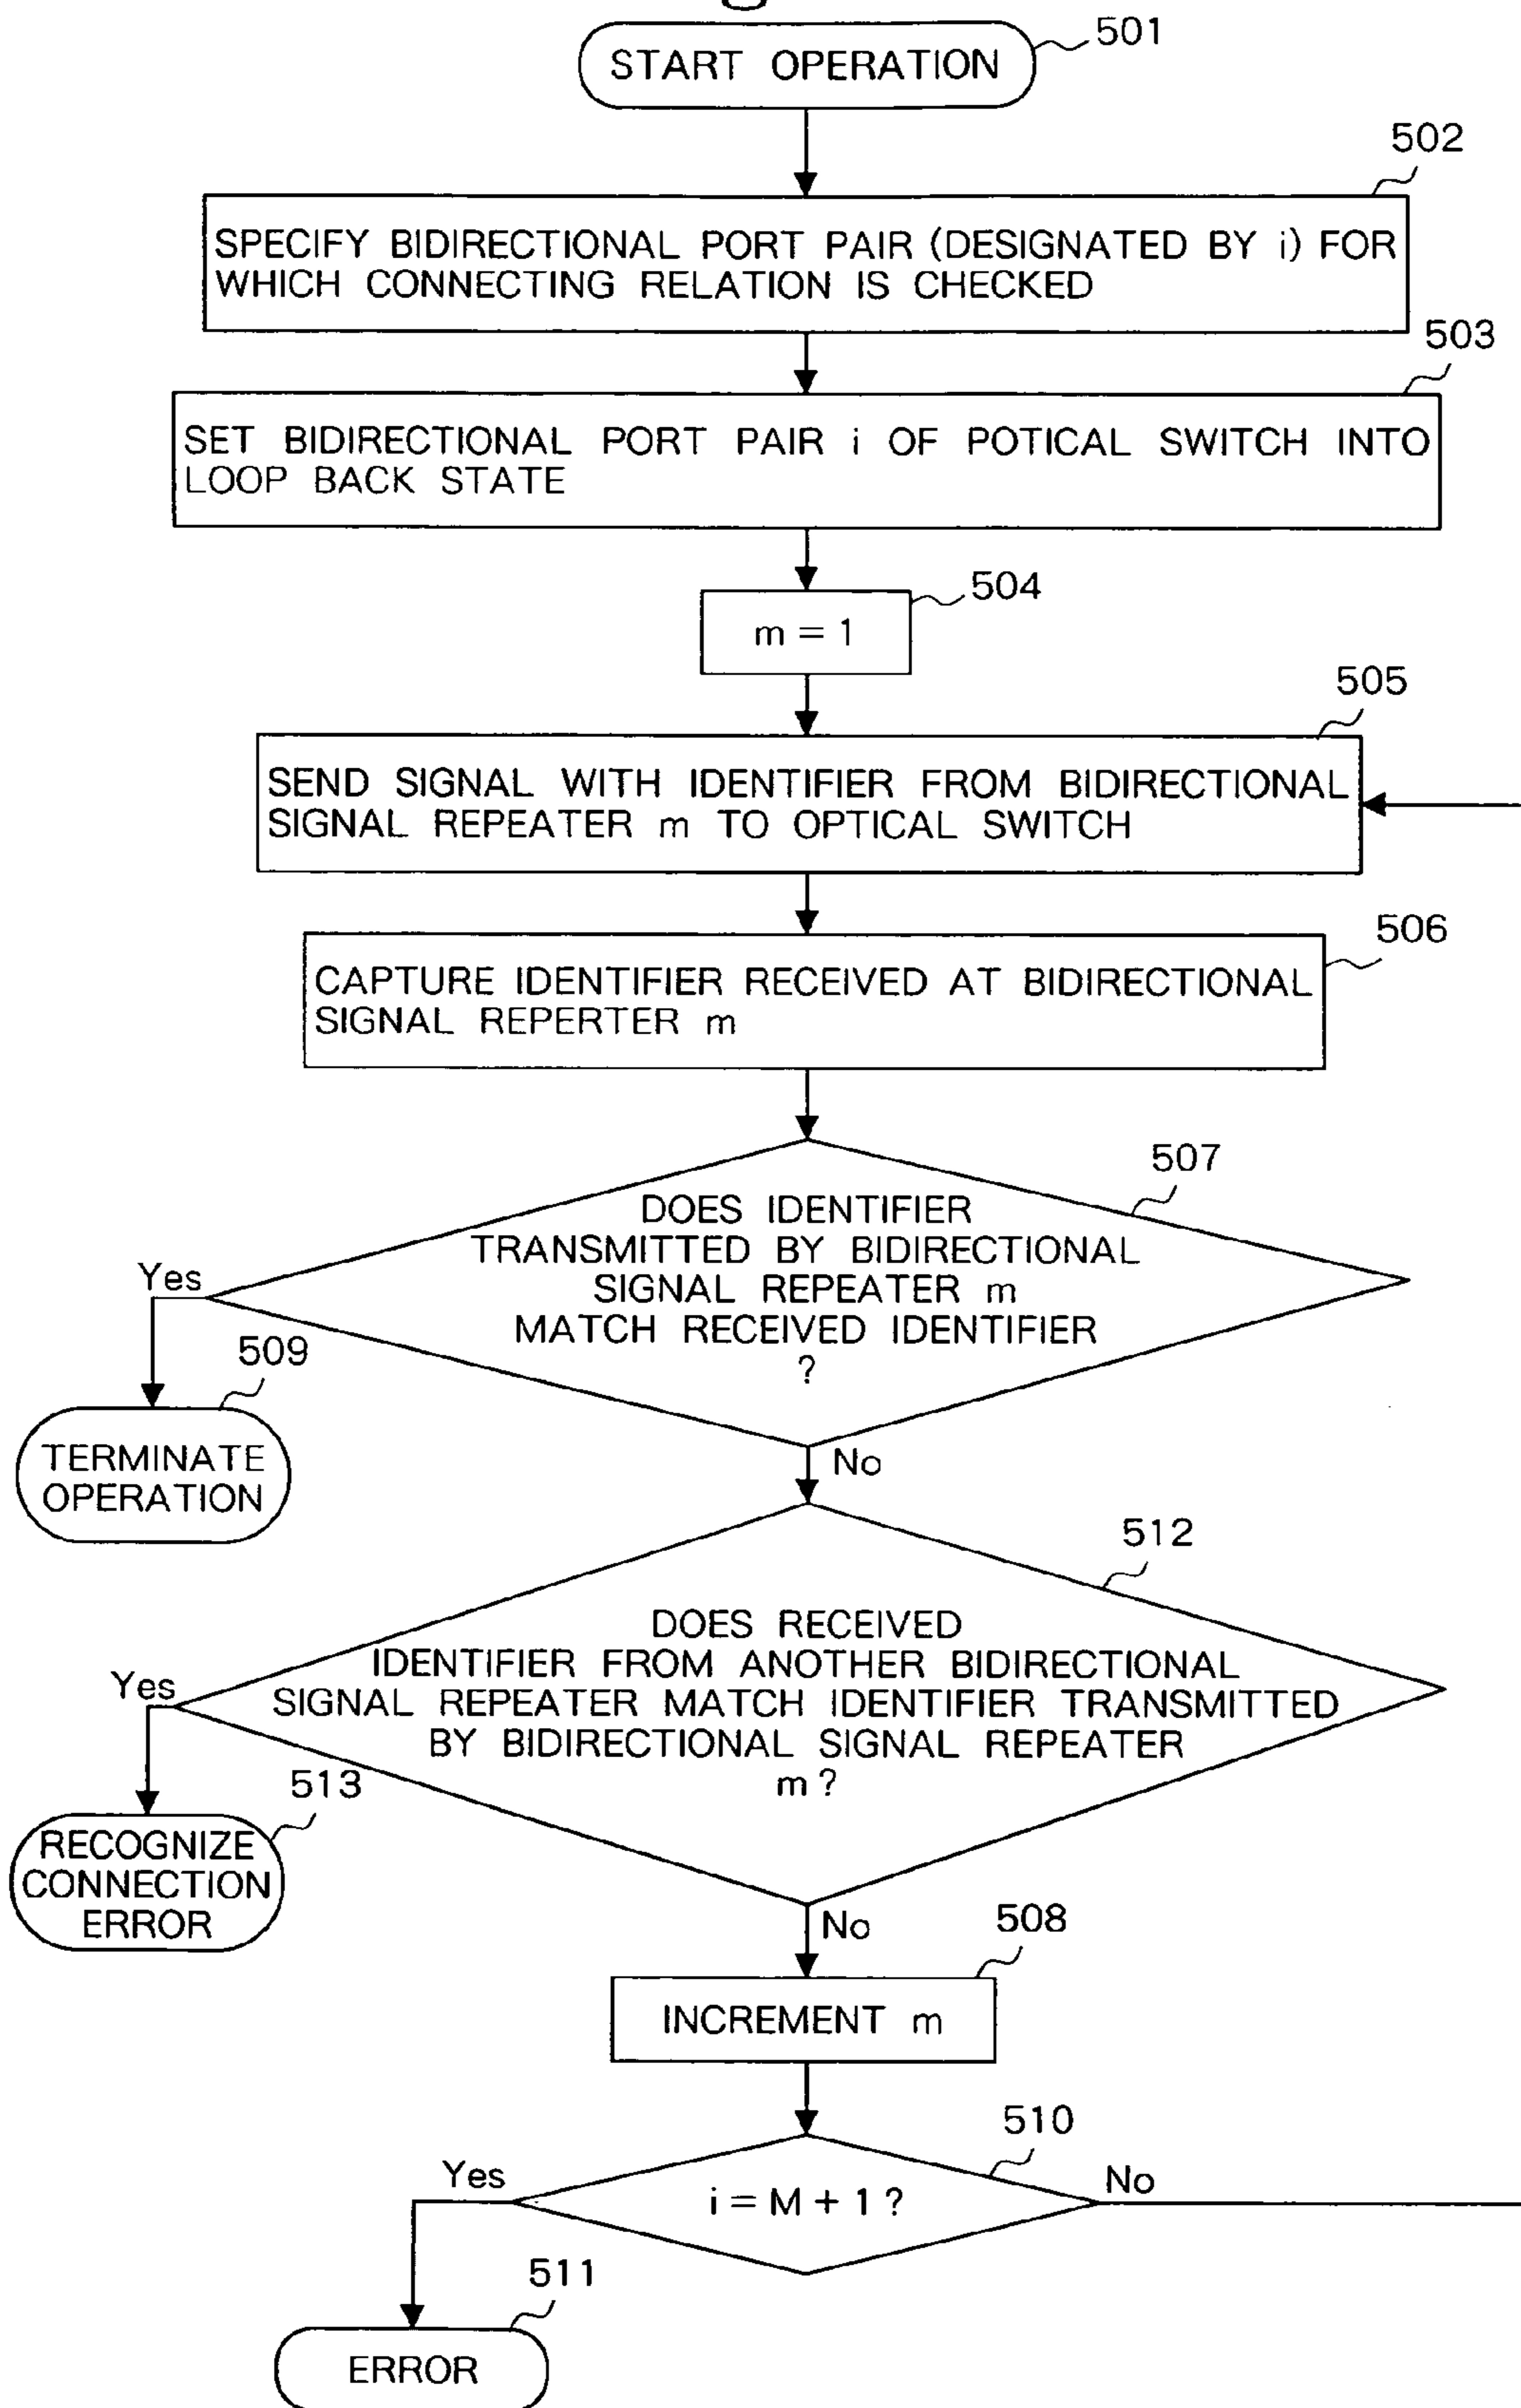 START OPERATION
501
502
SPECIFY BIDIRECTIONAL PORT PAIR (DESIGNATED BY i) FOR
WHICH CONNECTING RELATION IS CHECKED
503
SET BIDIRECTIONAL PORT PAIR i OF POTICAL SWITCH INTO
LOOP BACK STATE
504
m = 1
505
SEND SIGNAL WITH IDENTIFIER FROM BIDIRECTIONAL
SIGNAL REPEATER m TO OPTICAL SWITCH
506
CAPTURE IDENTIFIER RECEIVED AT BIDIRECTIONAL
SIGNAL REPERTER m
507
DOES IDENTIFIER
TRANSMITTED BY BIDIRECTIONAL
SIGNAL REPEATER m
MATCH RECEIVED IDENTIFIER
?
Yes
509
TERMINATE
OPERATION
No
512
DOES RECEIVED
IDENTIFIER FROM ANOTHER BIDIRECTIONAL
SIGNAL REPEATER MATCH IDENTIFIER TRANSMITTED
BY BIDIRECTIONAL SIGNAL REPEATER
m ?
Yes
513
RECOGNIZE
CONNECTION
ERROR
No
508
INCREMENT m
510
i = M + 1 ?
Yes
No
511
ERROR